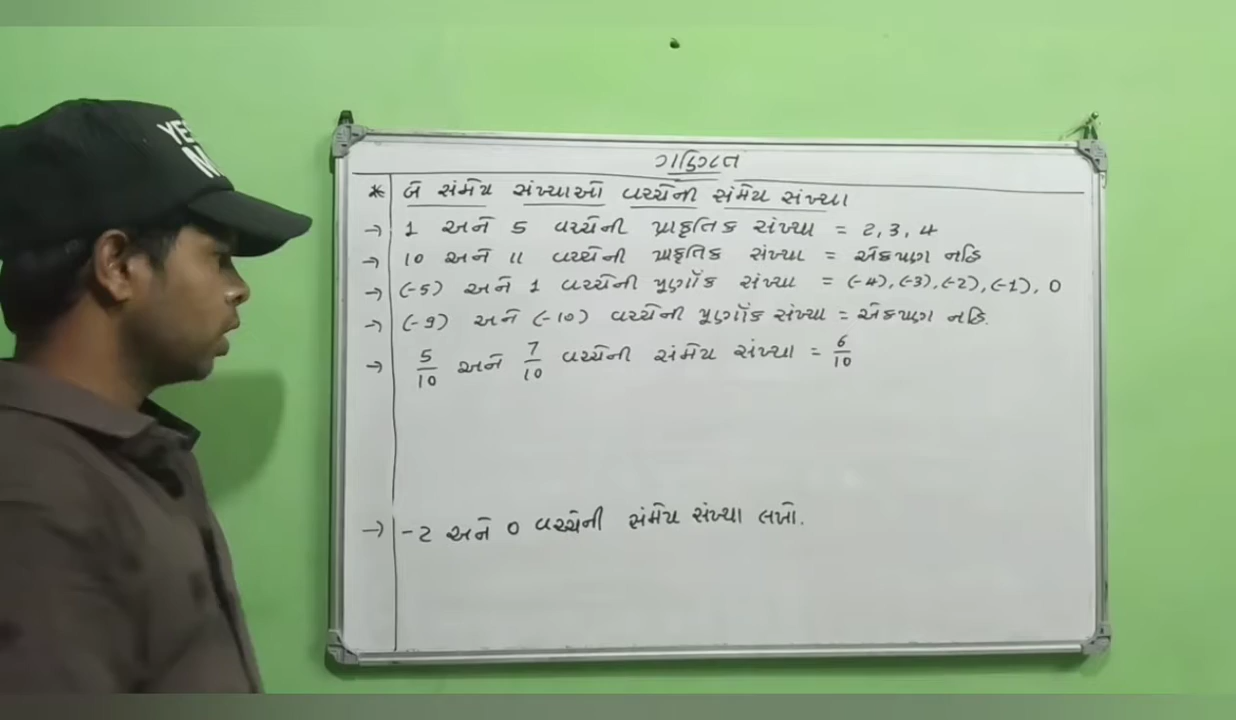 YE
N
ગણિત
* બે સંમેય સંખ્યાઓ વચ્ચેની સંમેય સંખ્યા
→ 1 અને 5 વચ્ચેની પ્રાકૃતિક સંખ્યા = 2, 3, 4
→ 10 અને 11 વચ્ચેની પ્રાકૃતિક સંખ્યા = એકપણ નહિ
→ (-5) અને 1 વચ્ચેની પૂર્ણાંક સંખ્યા = (-4), (-3), (-2), (-1), 0
→ (-9) અને (-10) વચ્ચેની પૂર્ણાંક સંખ્યા = એકપણ નહિ.
→ 5/10 અને 7/10 વચ્ચેની સંમેય સંખ્યા = 6/10
→ -2 અને 0 વચ્ચેની સંમેય સંખ્યા લખો.